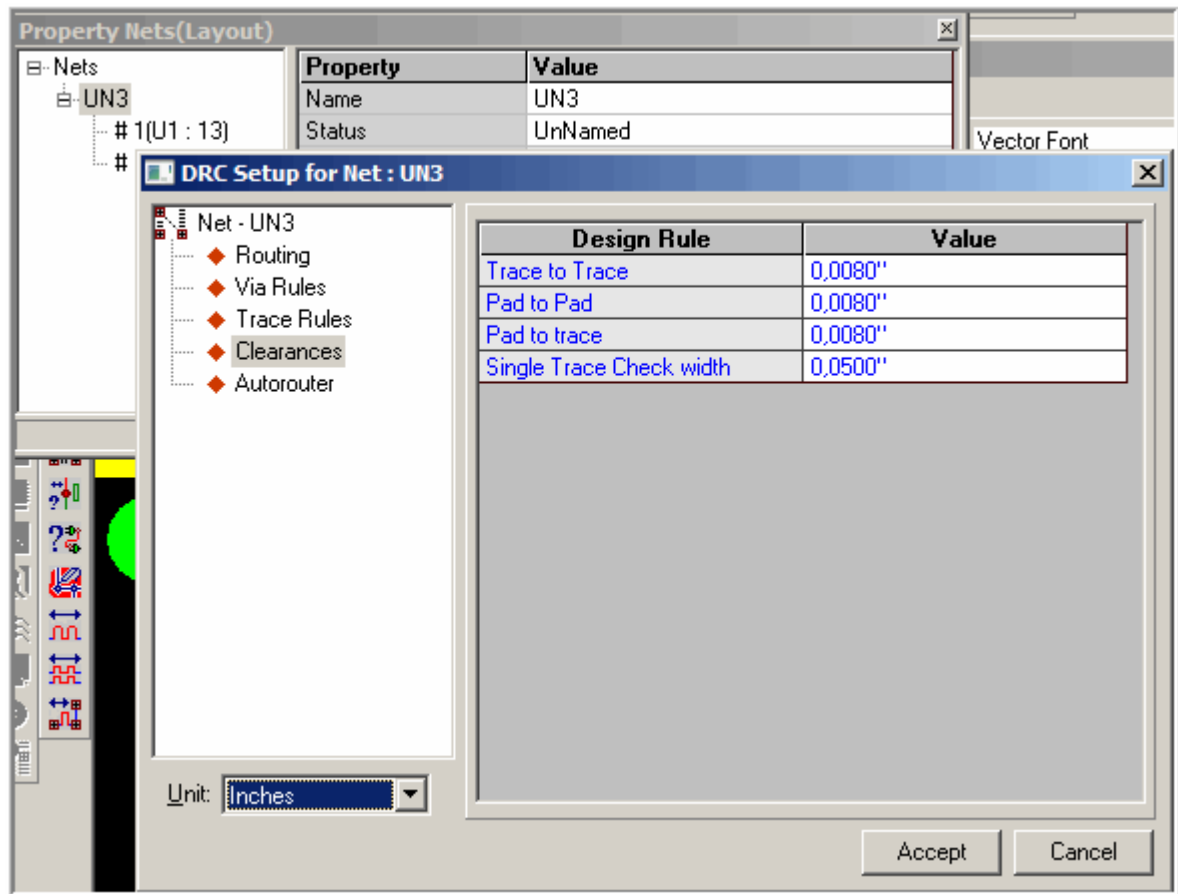 Property Nets(Layout)
Nets
UN3
# 1(U1 : 13)
#
Property Value
Name UN3
Status UnNamed
Vector Font
DRC Setup for Net : UN3
Net - UN3
Routing
Via Rules
Trace Rules
Clearances
Autorouter
Design Rule Value
Trace to Trace 0,0080''
Pad to Pad 0,0080''
Pad to trace 0,0080''
Single Trace Check width 0,0500''
Unit: Inches
Accept Cancel